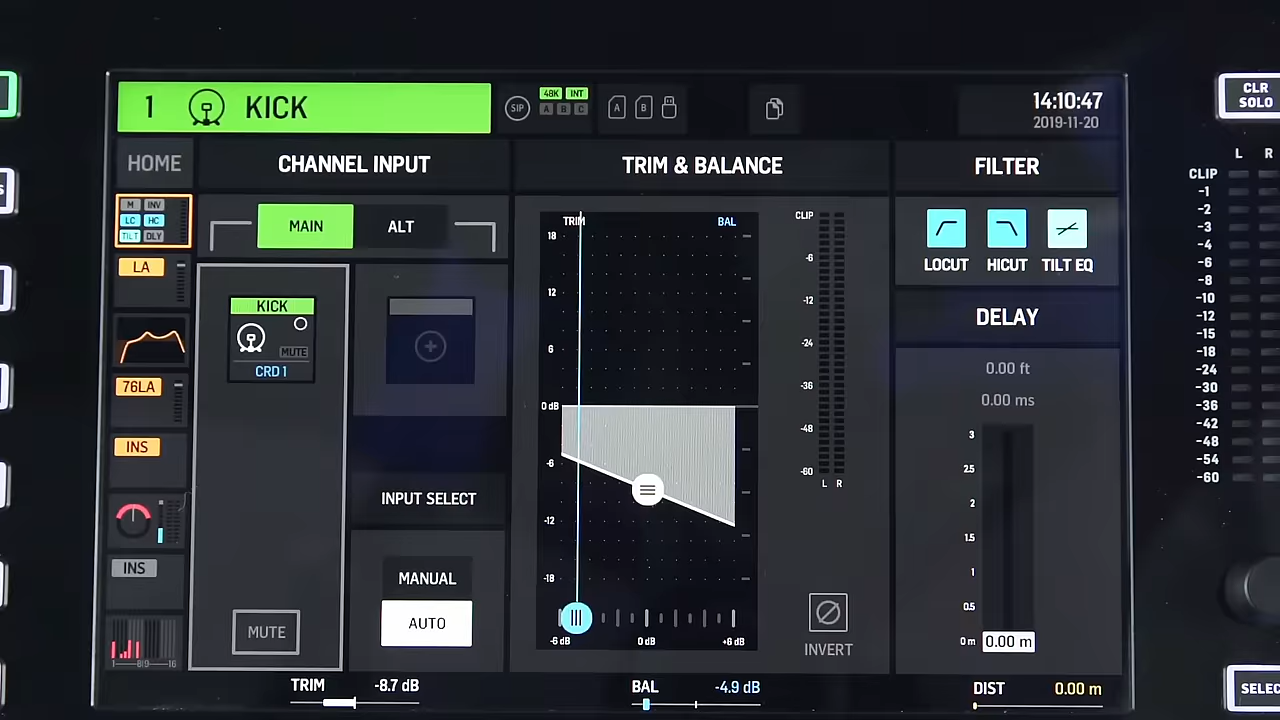 1 KICK
SIP
48K INT
A B C
A B
14:10:47
2019-11-20
CLR
SOLO
HOME
CHANNEL INPUT
TRIM & BALANCE
FILTER
M INV
LC HC
TILT DLY
MAIN
ALT
LOCUT
HICUT
TILT EQ
LA
76LA
INS
INS
1 8 9 16
KICK
MUTE
CRD 1
INPUT SELECT
MANUAL
AUTO
MUTE
TRIM
BAL
18
12
6
0 dB
-6
-12
-18
-6 dB
0 dB
+6 dB
CLIP
-6
-12
-24
-36
-48
-60
L R
INVERT
DELAY
0.00 ft
0.00 ms
3
2.5
2
1.5
1
0.5
0 m
0.00 m
TRIM -8.7 dB
BAL -4.9 dB
DIST 0.00 m
L R
CLIP
-1
-2
-3
-4
-6
-8
-10
-12
-15
-18
-24
-30
-36
-42
-48
-54
-60
SELEC